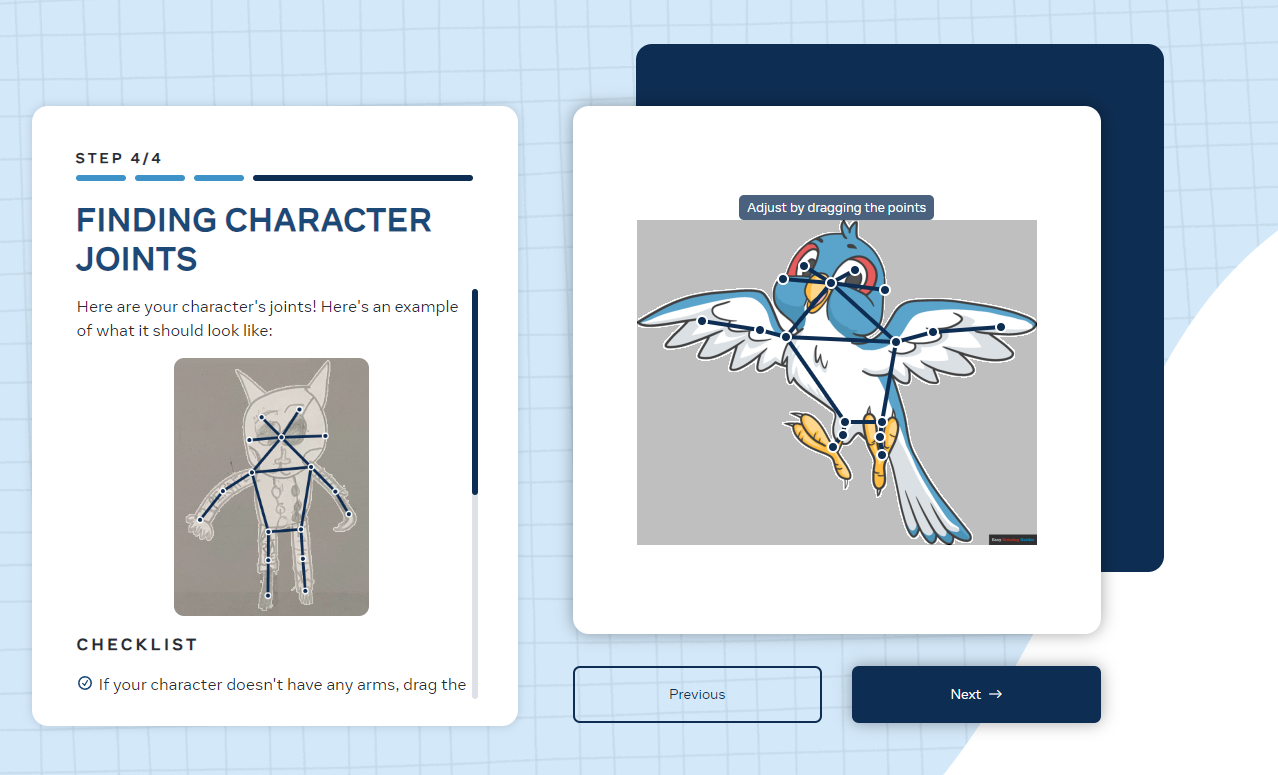 STEP 4/4
FINDING CHARACTER
JOINTS
Here are your character's joints! Here's an example
of what it should look like:
CHECKLIST
If your character doesn't have any arms, drag the
Adjust by dragging the points
Easy Drawing Guides
Previous
Next →